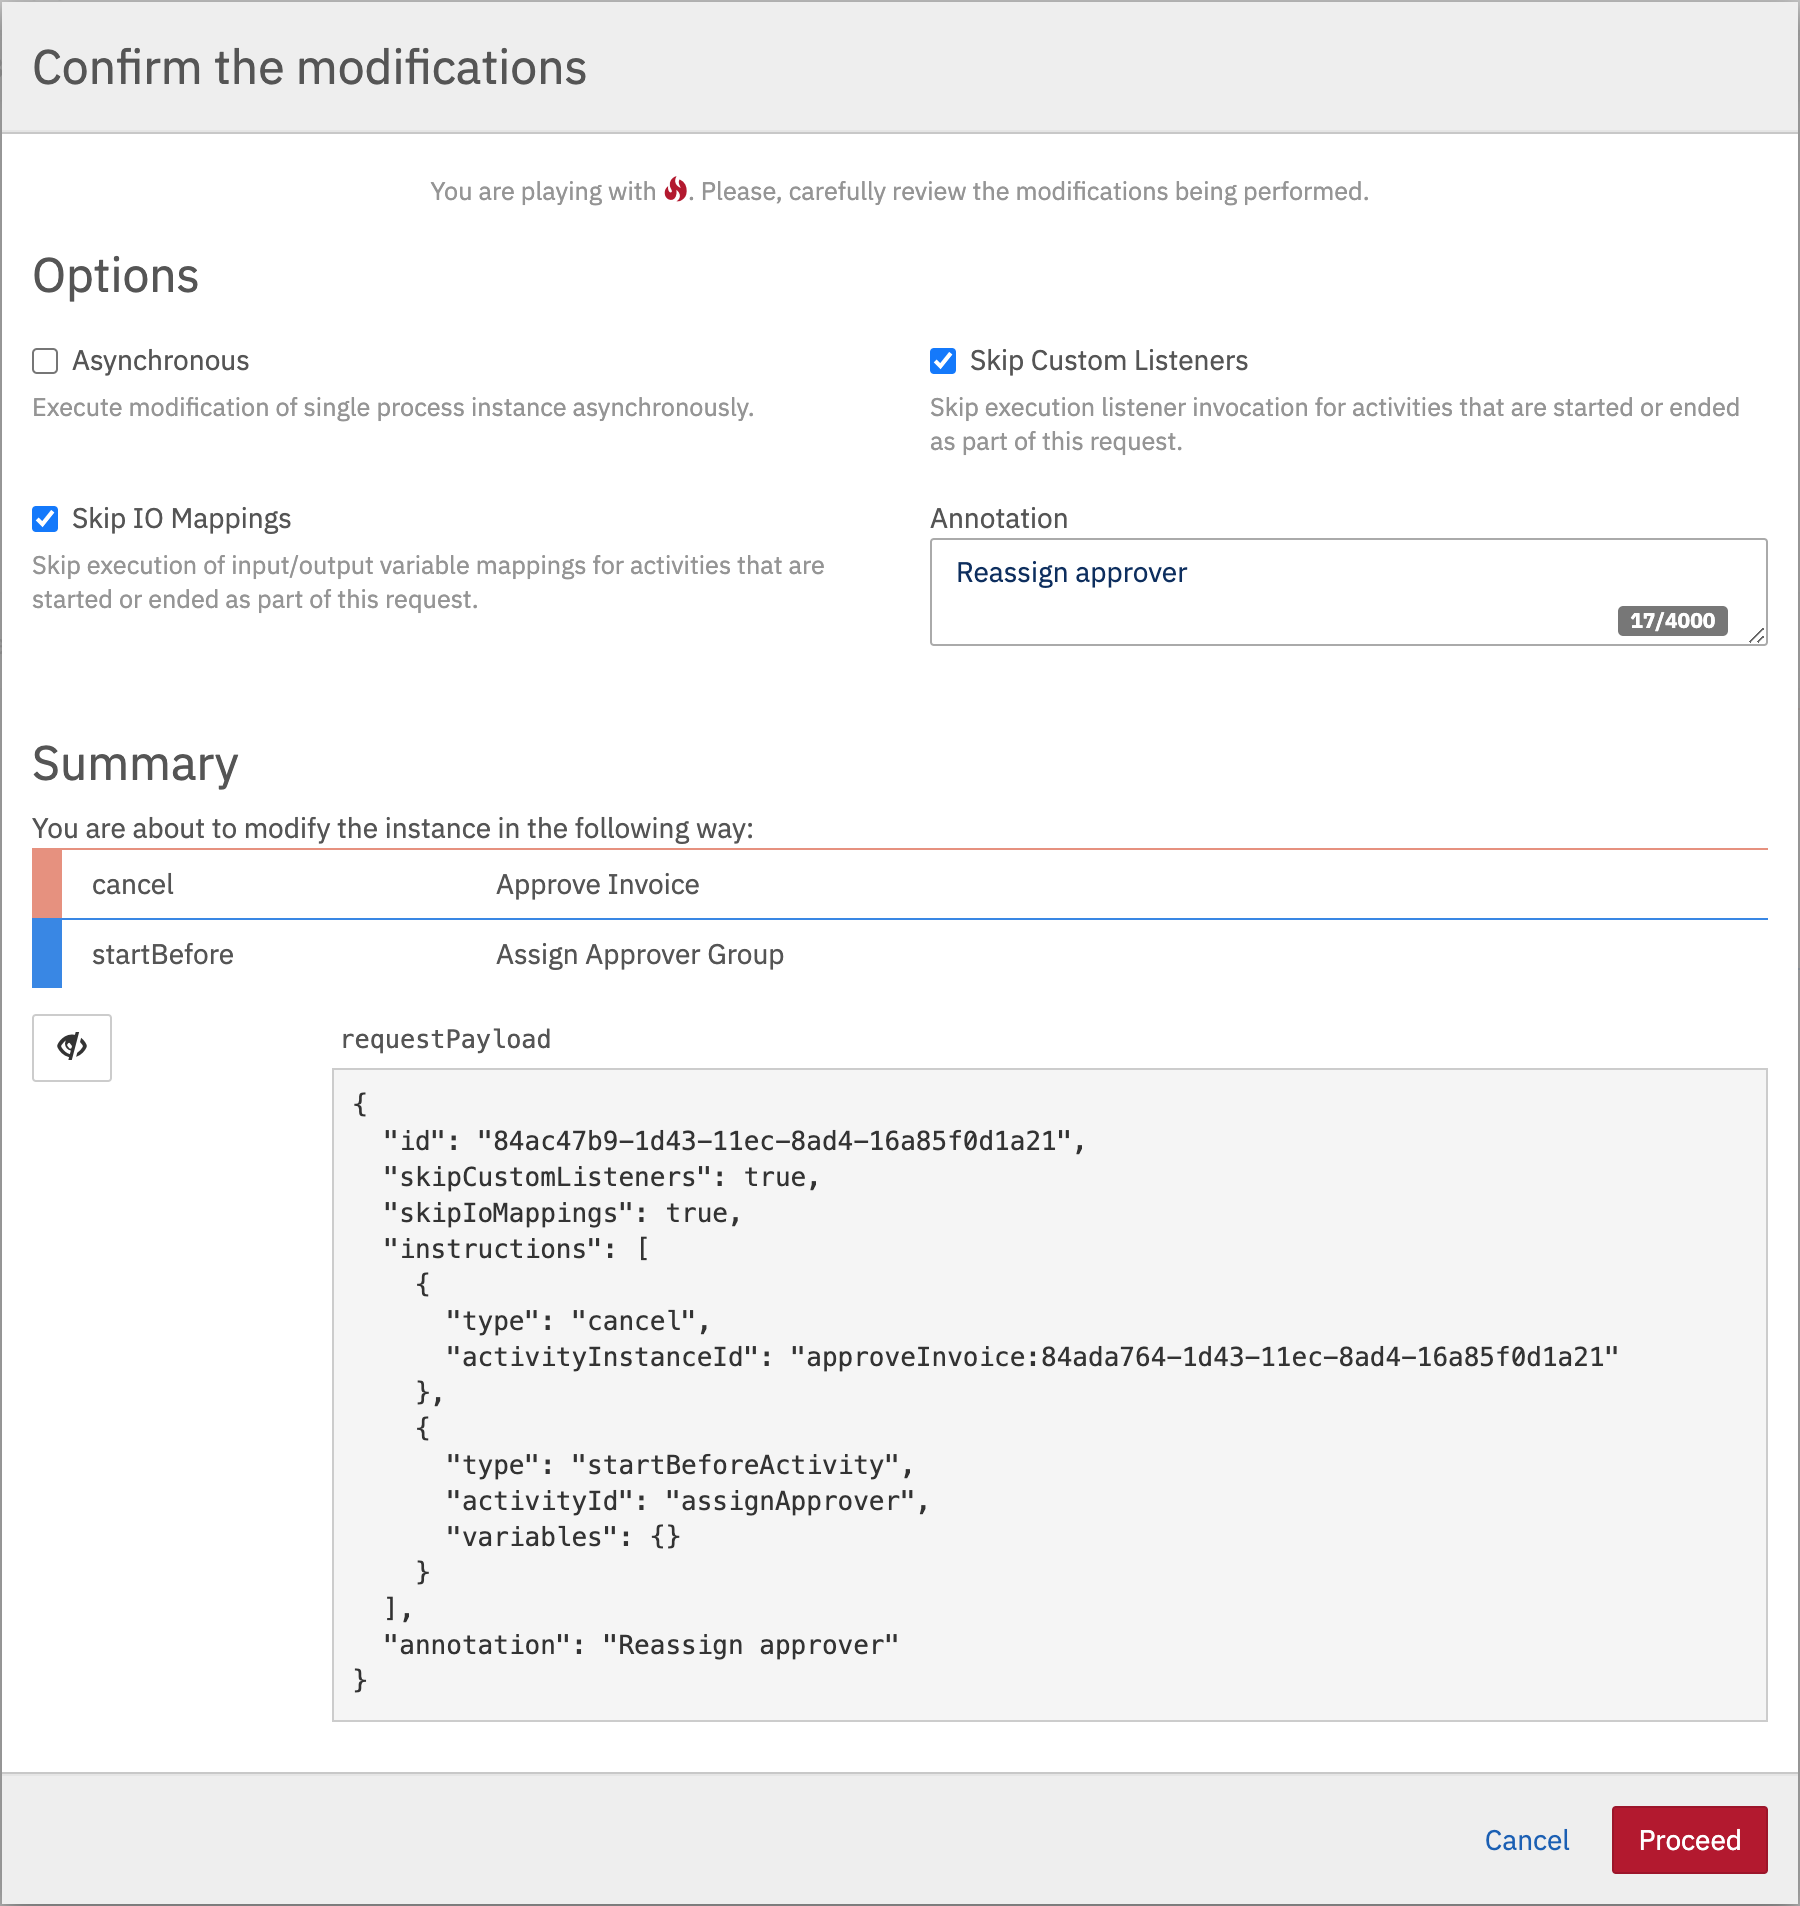 Confirm the modifications
You are playing with . Please, carefully review the modifications being performed.
Options
Asynchronous
Execute modification of single process instance asynchronously.
Skip Custom Listeners
Skip execution listener invocation for activities that are started or ended
as part of this request.
Skip IO Mappings
Skip execution of input/output variable mappings for activities that are
started or ended as part of this request.
Annotation
Reassign approver
17/4000
Summary
You are about to modify the instance in the following way:
cancel Approve Invoice
startBefore Assign Approver Group
requestPayload
{
  "id": "84ac47b9-1d43-11ec-8ad4-16a85f0d1a21",
  "skipCustomListeners": true,
  "skipIoMappings": true,
  "instructions": [
    {
      "type": "cancel",
      "activityInstanceId": "approveInvoice:84ada764-1d43-11ec-8ad4-16a85f0d1a21"
    },
    {
      "type": "startBeforeActivity",
      "activityId": "assignApprover",
      "variables": {}
    }
  ],
  "annotation": "Reassign approver"
}
Cancel
Proceed